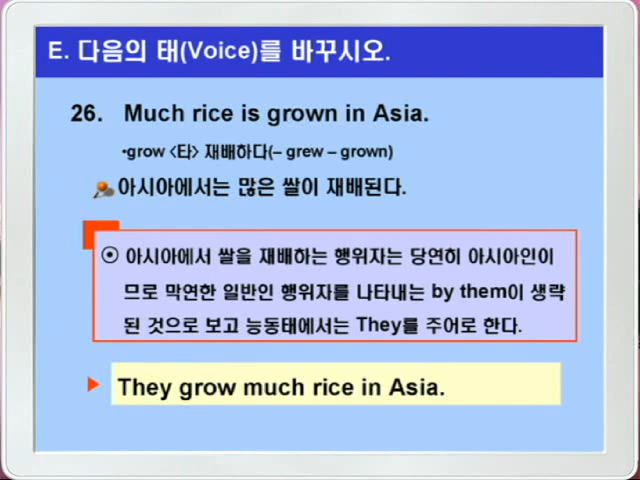 E. 다음의 태(Voice)를 바꾸시오.
26. Much rice is grown in Asia.
•grow <타> 재배하다(– grew – grown)
아시아에서는 많은 쌀이 재배된다.
⊙ 아시아에서 쌀을 재배하는 행위자는 당연히 아시아인이
므로 막연한 일반인 행위자를 나타내는 by them이 생략
된 것으로 보고 능동태에서는 They를 주어로 한다.
They grow much rice in Asia.